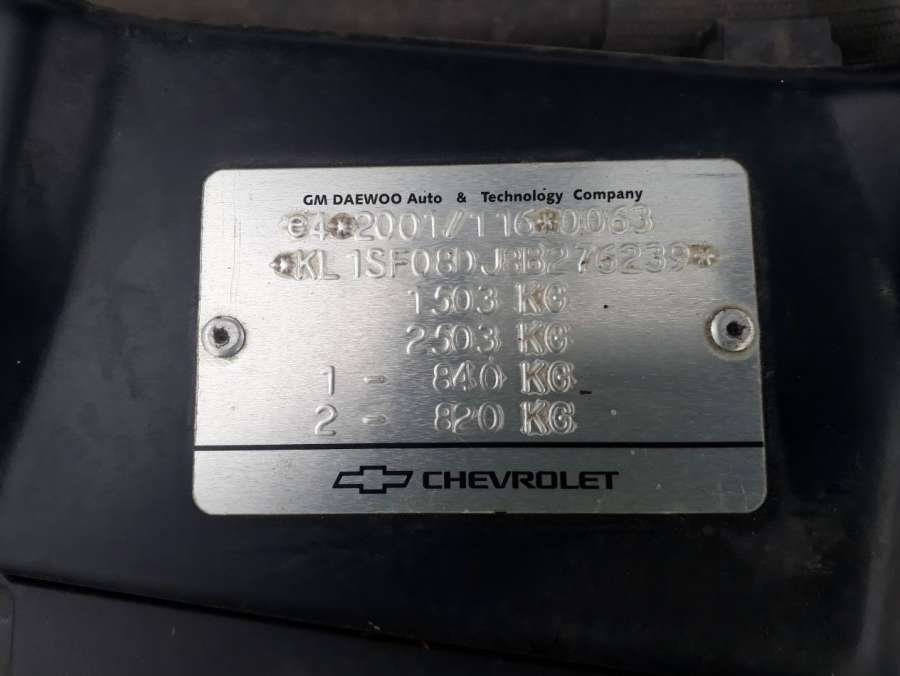 GM DAEWOO Auto & Technology Company
e4*2001/116*0063
*KL1SF08DJBB276239*
1503 KG
2503 KG
1 - 840 KG
2 - 820 KG
CHEVROLET